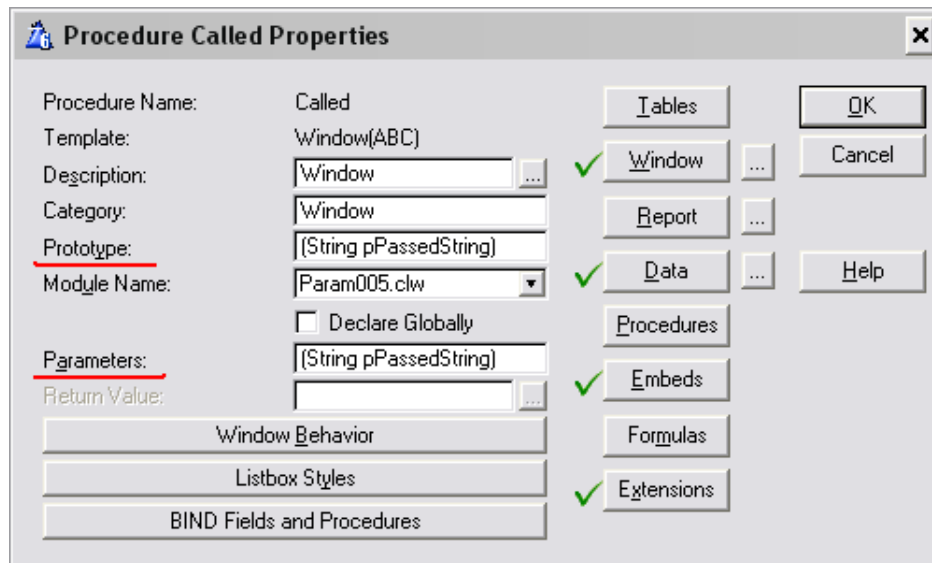 Procedure Called Properties
Procedure Name: Called
Template: Window(ABC)
Description: Window ...
Category: Window
Prototype: (String pPassedString)
Module Name: Param005.clw
Declare Globally
Parameters: (String pPassedString)
Return Value: ...
Window Behavior
Listbox Styles
BIND Fields and Procedures
Tables
Window ...
Report ...
Data ...
Procedures
Embeds
Formulas
Extensions
OK
Cancel
Help